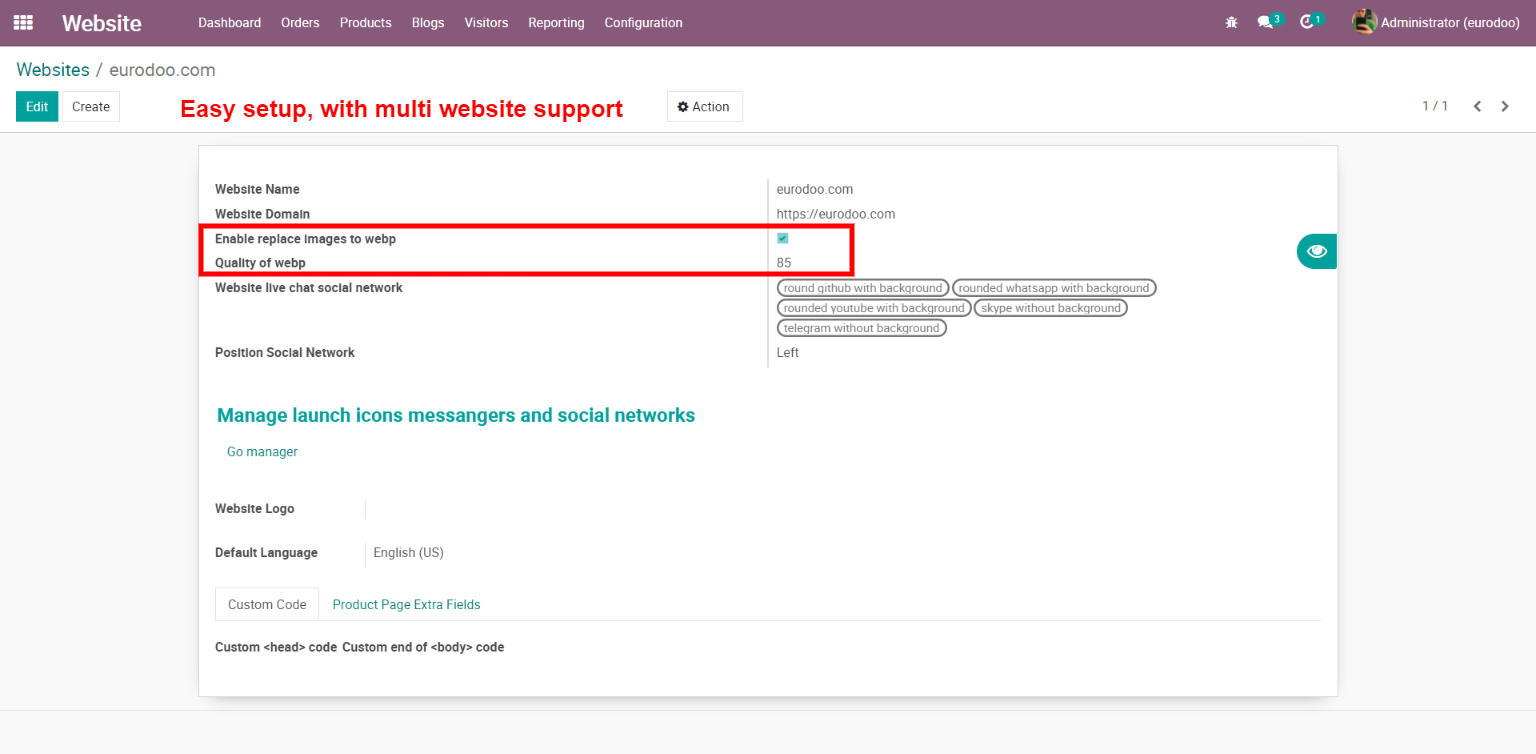 Website Dashboard Orders Products Blogs Visitors Reporting Configuration 3 1 Administrator (eurodoo)
Websites / eurodoo.com
Edit Create Easy setup, with multi website support Action 1 / 1
Website Name eurodoo.com
Website Domain https://eurodoo.com
Enable replace images to webp
Quality of webp 85
Website live chat social network round github with background rounded whatsapp with background
rounded youtube with background skype without background
telegram without background
Position Social Network Left
Manage launch icons messangers and social networks
Go manager
Website Logo
Default Language English (US)
Custom Code Product Page Extra Fields
Custom <head> code Custom end of <body> code